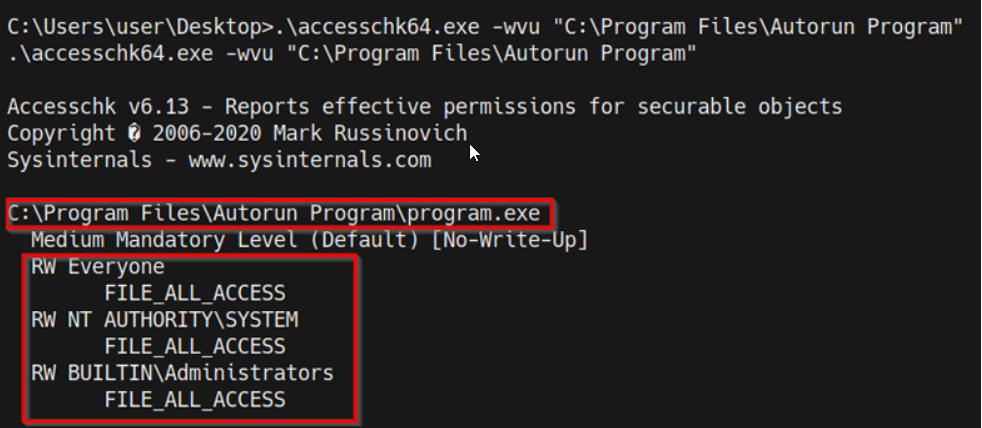 C:\Users\user\Desktop>.\accesschk64.exe -wvu "C:\Program Files\Autorun Program"
.\accesschk64.exe -wvu "C:\Program Files\Autorun Program"
Accesschk v6.13 – Reports effective permissions for securable objects
Copyright � 2006-2020 Mark Russinovich
Sysinternals – www.sysinternals.com
C:\Program Files\Autorun Program\program.exe
Medium Mandatory Level (Default) [No-Write-Up]
RW Everyone
FILE_ALL_ACCESS
RW NT AUTHORITY\SYSTEM
FILE_ALL_ACCESS
RW BUILTIN\Administrators
FILE_ALL_ACCESS